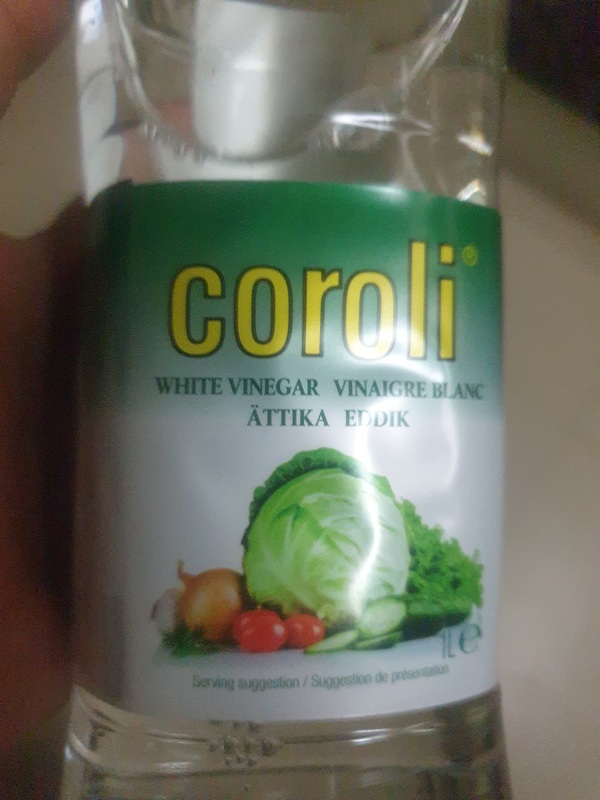 coroli®
WHITE VINEGAR VINAIGRE BLANC
ÄTTIKA EDDIK
1L e
Serving suggestion / Suggestion de présentation